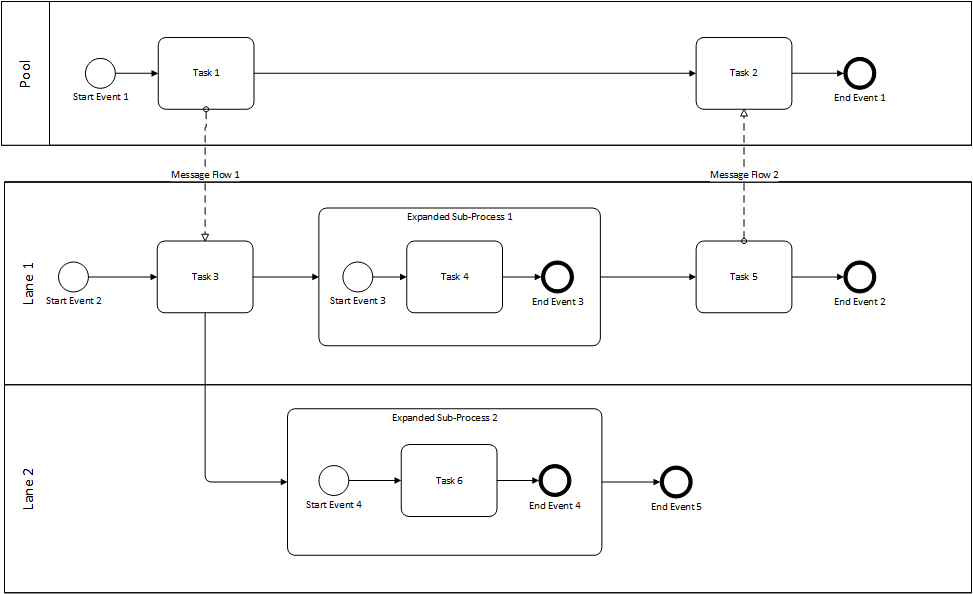 Pool
Task 1
Task 2
Start Event 1
End Event 1
Message Flow 1
Message Flow 2
Lane 1
Expanded Sub-Process 1
Task 3
Task 4
Task 5
Start Event 2
Start Event 3
End Event 3
End Event 2
Lane 2
Expanded Sub-Process 2
Task 6
Start Event 4
End Event 4
End Event 5